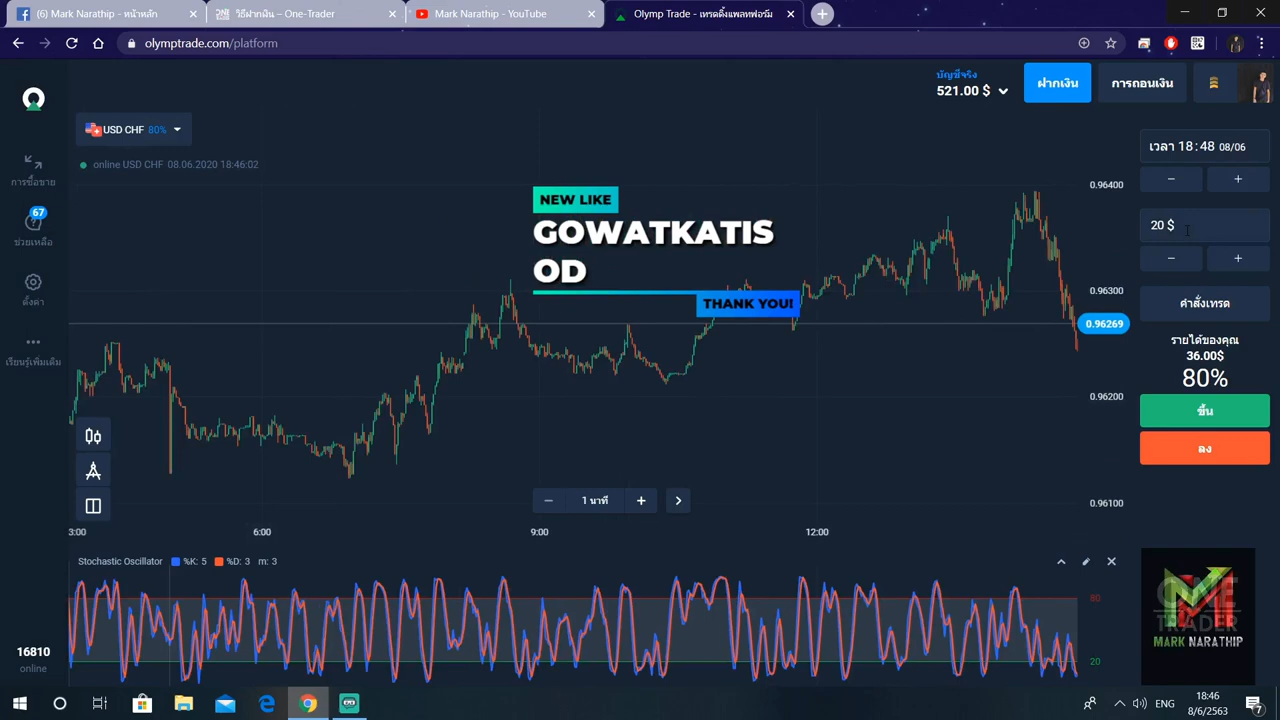 (6) Mark Narathip - หน้าหลัก
วิธีฝากเงิน – One-Trader
Mark Narathip - YouTube
Olymp Trade - เทรดดิ้งแพลทฟอร์ม
olymptrade.com/platform
บัญชีจริง
521.00 $
ฝากเงิน
การถอนเงิน
USD CHF 80%
online USD CHF 08.06.2020 18:46:02
การซื้อขาย
67
ช่วยเหลือ
ตั้งค่า
เรียนรู้เพิ่มเติม
NEW LIKE
GOWATKATIS
OD
THANK YOU!
0.96400
0.96300
0.96269
0.96200
0.96100
เวลา 18:48 08/06
20 $
คำสั่งเทรด
รายได้ของคุณ
36.00$
80%
ขึ้น
ลง
1 นาที
3:00
6:00
9:00
12:00
Stochastic Oscillator %K: 5 %D: 3 m: 3
80
20
16810
online
ONE
TRADER
MARK NARATHIP
ENG
18:46
8/6/2563
7